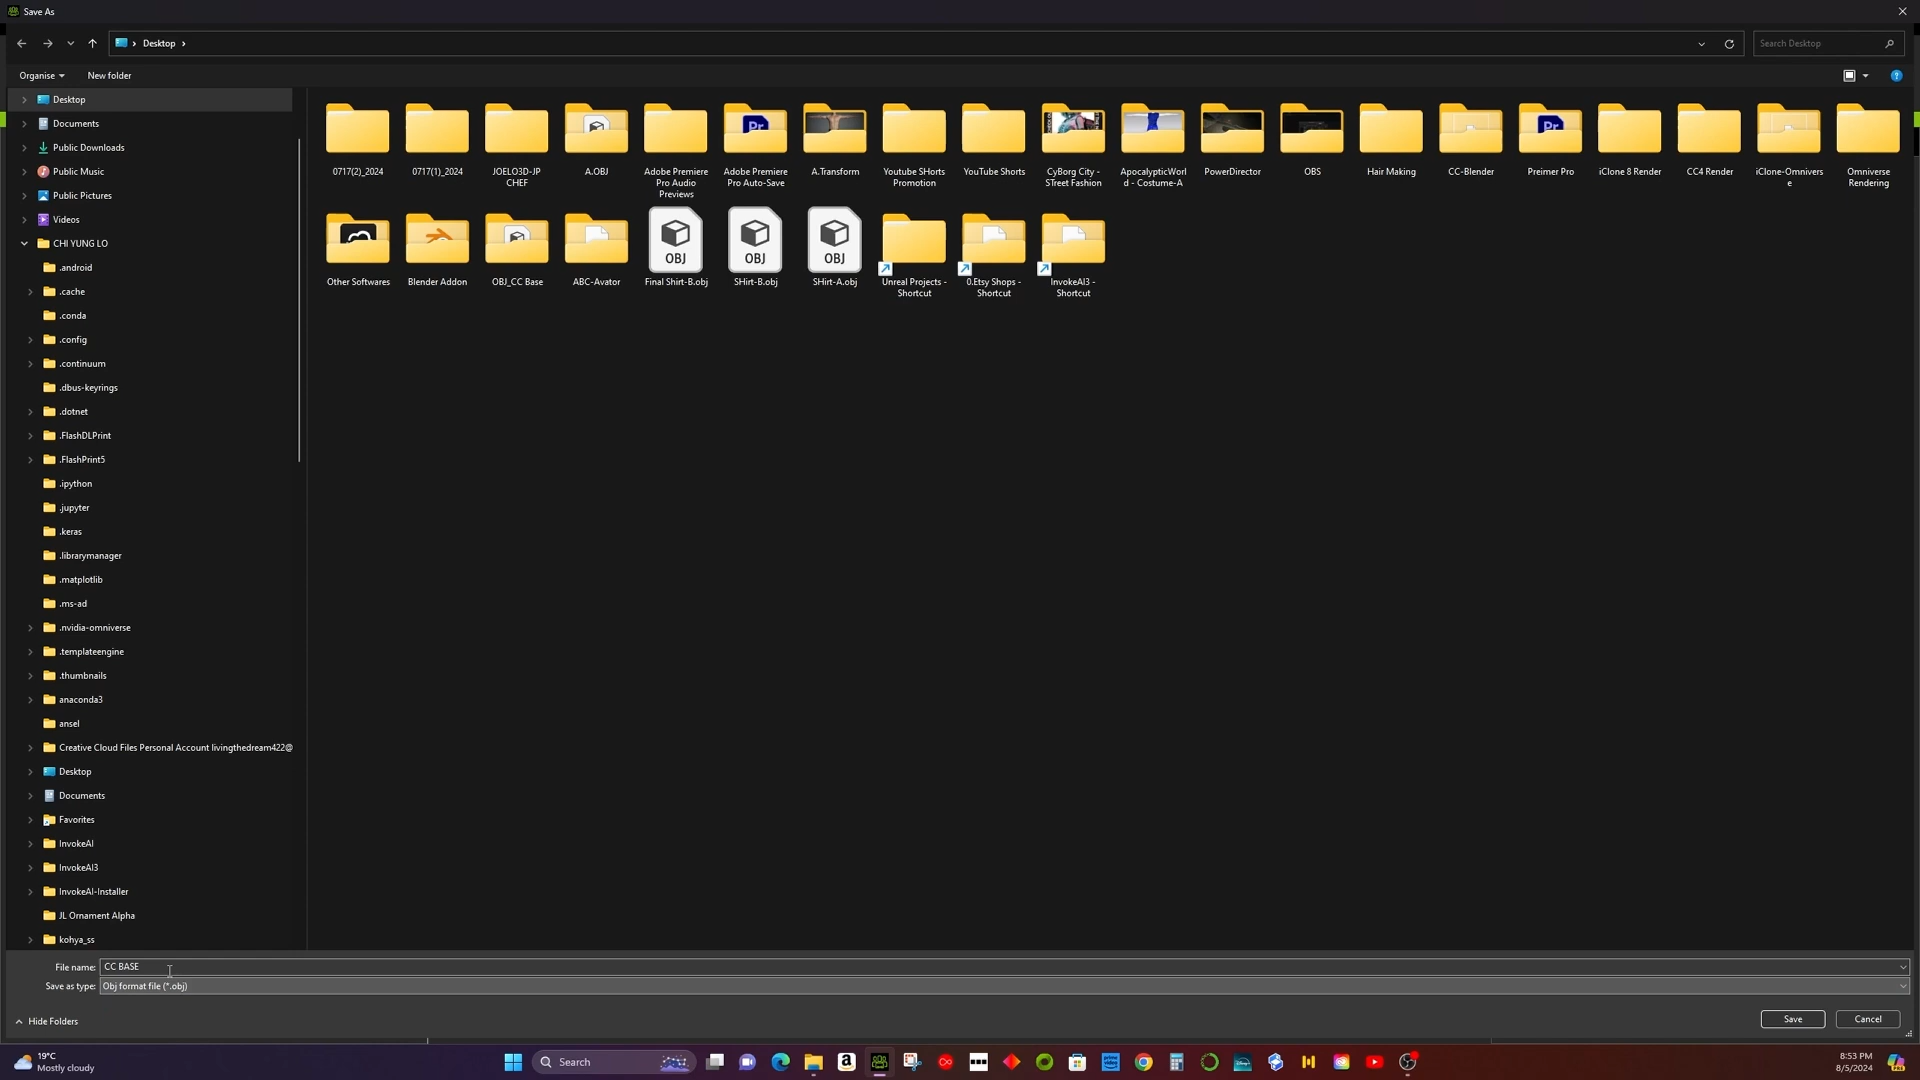 Save As
Desktop
Search Desktop
Organise
New folder
Desktop
Documents
Public Downloads
Public Music
Public Pictures
Videos
CHI YUNG LO
.android
.cache
.conda
.config
.continuum
.dbus-keyrings
.dotnet
.FlashDLPrint
.FlashPrint5
.ipython
.jupyter
.keras
.librarymanager
.matplotlib
.ms-ad
.nvidia-omniverse
.templateengine
.thumbnails
anaconda3
ansel
Creative Cloud Files Personal Account livingthedream422@
Desktop
Documents
Favorites
InvokeAI
InvokeAI3
InvokeAI-Installer
JL Ornament Alpha
kohya_ss
0717(2)_2024
0717(1)_2024
JOELO3D-JP
CHEF
A.OBJ
Adobe Premiere
Pro Audio
Previews
Pr
Adobe Premiere
Pro Auto-Save
A.Transform
Youtube SHorts
Promotion
YouTube Shorts
CyBorg City -
STreet Fashion
ApocalypticWorl
d - Costume-A
PowerDirector
OBS
Hair Making
CC-Blender
Pr
Preimer Pro
iClone 8 Render
CC4 Render
iClone-Omnivers
e
Omniverse
Rendering
Other Softwares
Blender Addon
OBJ_CC Base
ABC-Avator
OBJ
Final Shirt-B.obj
OBJ
SHirt-B.obj
OBJ
SHirt-A.obj
Unreal Projects -
Shortcut
0.Etsy Shops -
Shortcut
InvokeAI3 -
Shortcut
File name: CC BASE
Save as type: Obj format file (*.obj)
Hide Folders
Save
Cancel
19°C
Mostly cloudy
Search
8:53 PM
8/5/2024